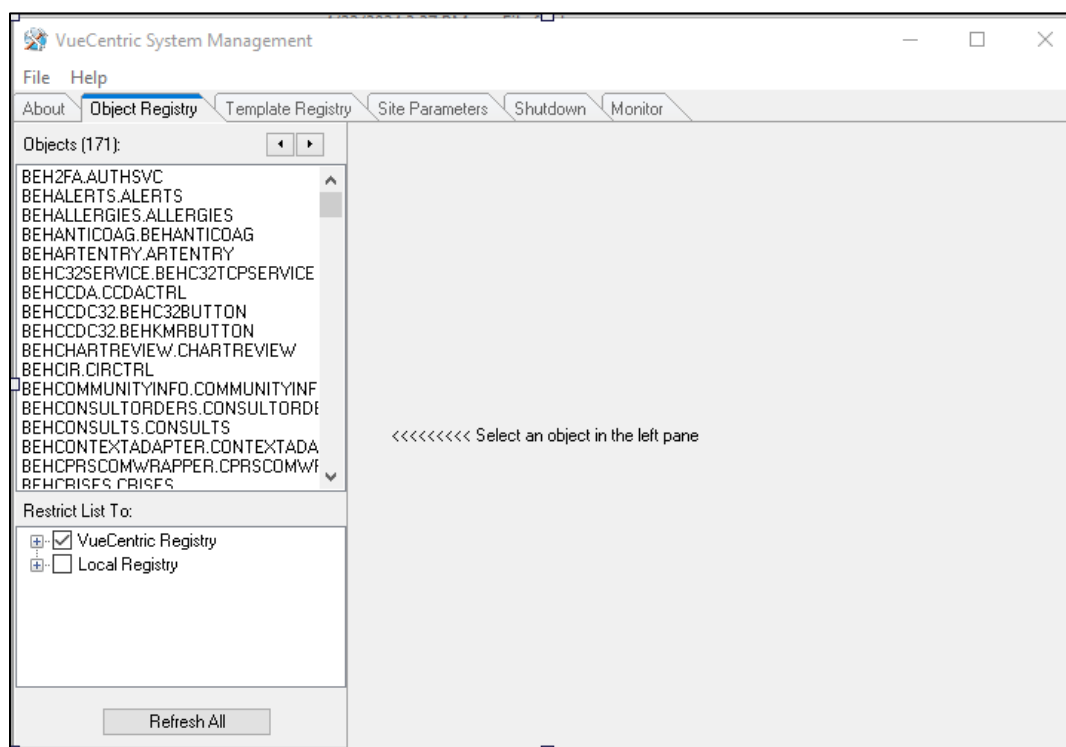 VueCentric System Management
File Help
About Object Registry Template Registry Site Parameters Shutdown Monitor
Objects (171):
BEH2FA.AUTHSVC
BEHALERTS.ALERTS
BEHALLERGIES.ALLERGIES
BEHANTICOAG.BEHANTICOAG
BEHARTENTRY.ARTENTRY
BEHC32SERVICE.BEHC32TCPSERVICE
BEHCCDA.CCDACTRL
BEHCCDC32.BEHC32BUTTON
BEHCCDC32.BEHKMRBUTTON
BEHCHARTREVIEW.CHARTREVIEW
BEHCIR.CIRCTRL
BEHCOMMUNITYINFO.COMMUNITYINF
BEHCONSULTORDERS.CONSULTORDE
BEHCONSULTS.CONSULTS
BEHCONTEXTADAPTER.CONTEXTADA
BEHCPRSCOMWRAPPER.CPRSCOMWF
BEHCRISES.CRISES
<<<<<<<<< Select an object in the left pane
Restrict List To:
VueCentric Registry
Local Registry
Refresh All